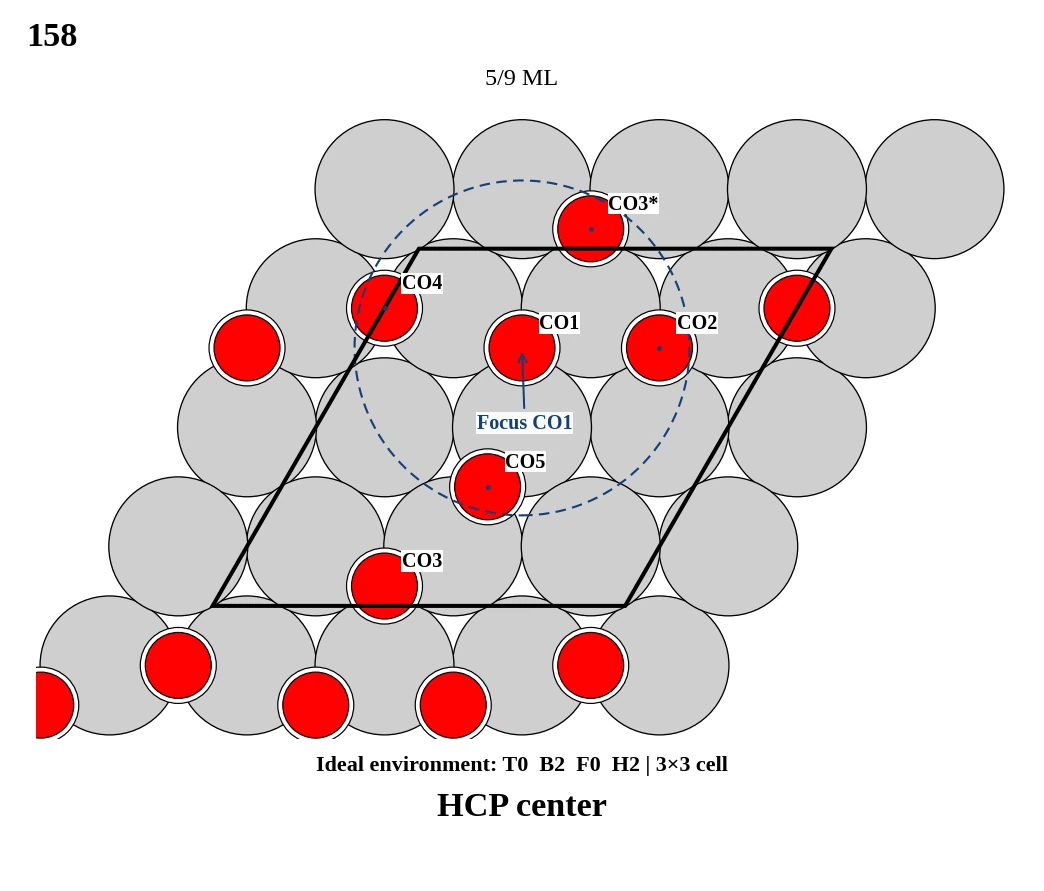 158
5/9 ML
CO3*
CO4
CO1
CO2
Focus CO1
CO5
CO3
Ideal environment: T0 B2 F0 H2 | 3×3 cell
HCP center